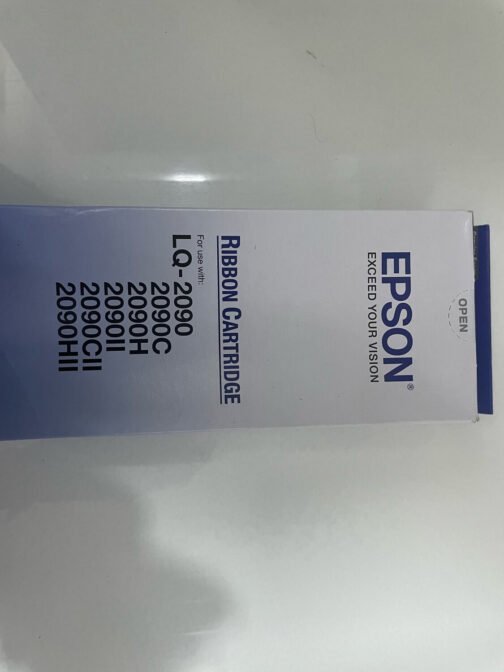 OPEN
EPSON®
EXCEED YOUR VISION
RIBBON CARTRIDGE
For use with:
LQ-2090
2090C
2090H
2090II
2090CII
2090HII